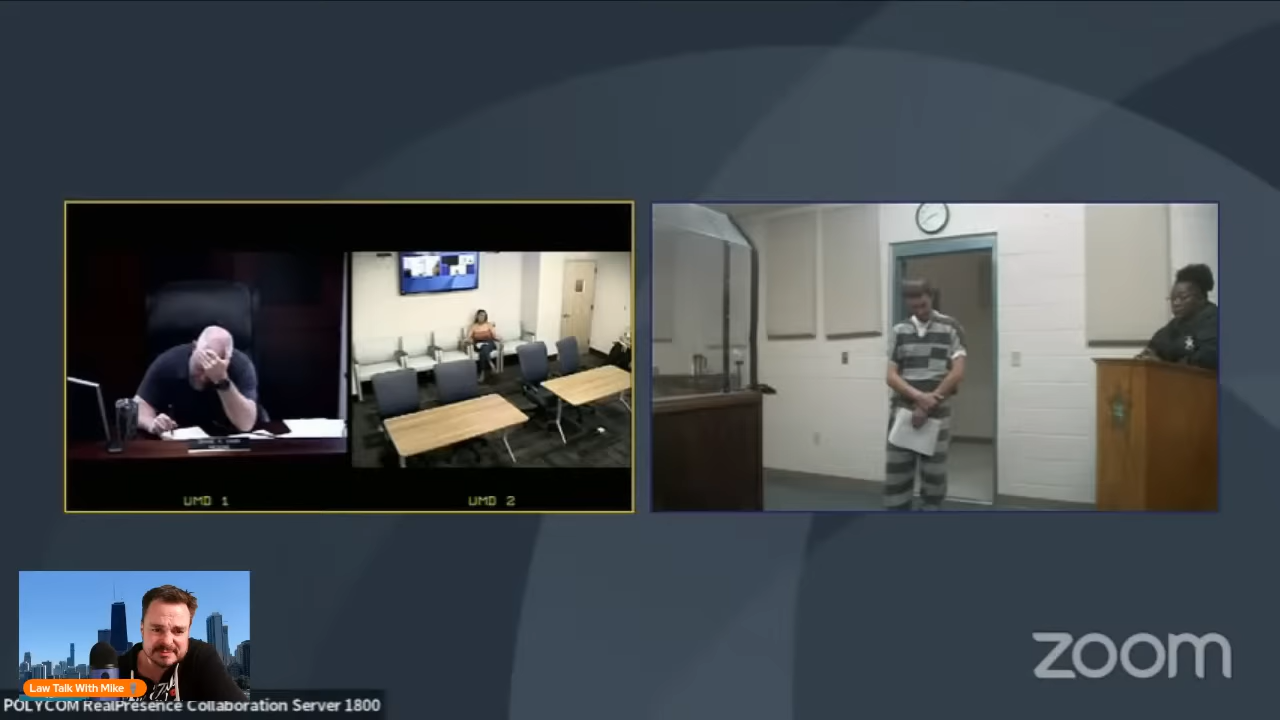 UMD 1
UMD 2
zoom
Law Talk With Mike
POLYCOM RealPresence Collaboration Server 1800